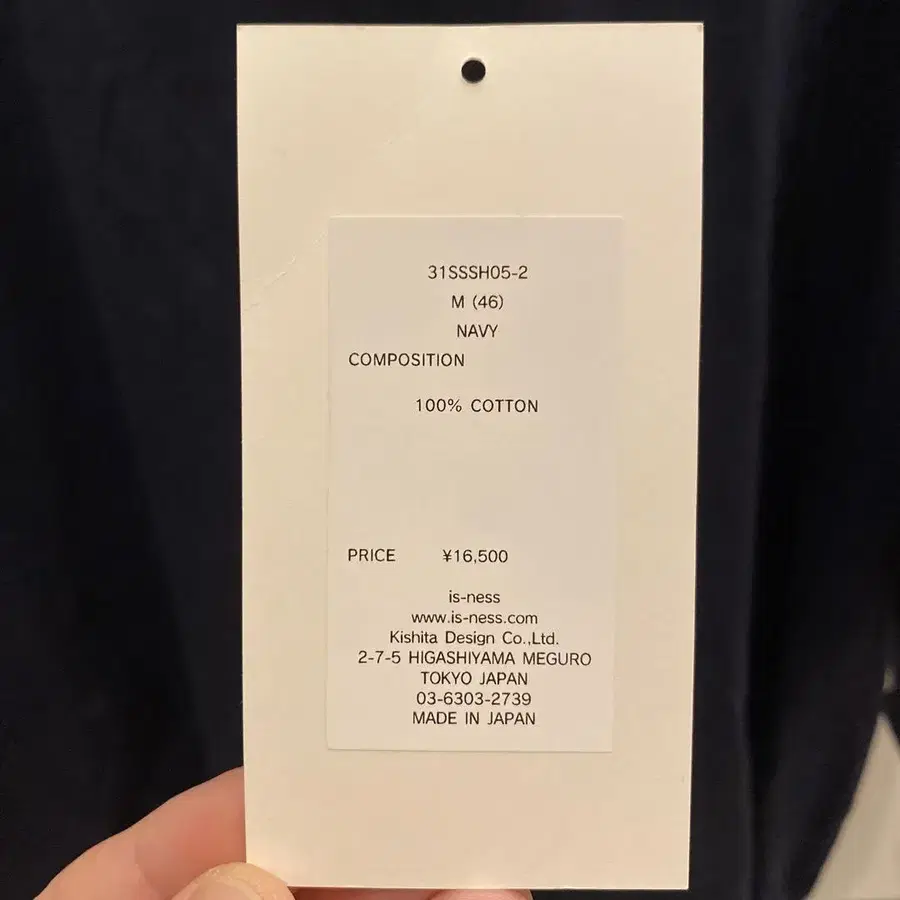 31SSSH05-2
M (46)
NAVY
COMPOSITION
100% COTTON
PRICE ¥16,500
is-ness
www.is-ness.com
Kishita Design Co.,Ltd.
2-7-5 HIGASHIYAMA MEGURO
TOKYO JAPAN
03-6303-2739
MADE IN JAPAN